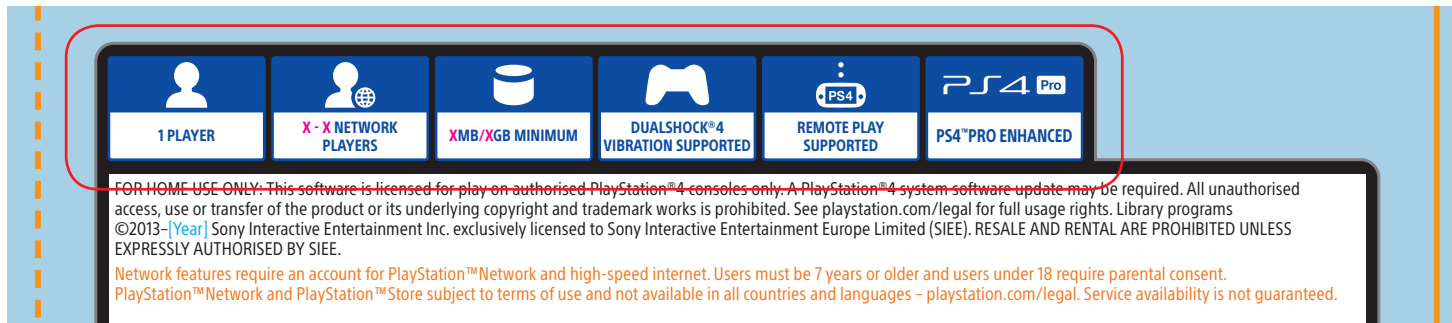 PS4 Pro
PS4
1 PLAYER
X - X NETWORK
PLAYERS
XMB/XGB MINIMUM
DUALSHOCK®4
VIBRATION SUPPORTED
REMOTE PLAY
SUPPORTED
PS4™PRO ENHANCED
FOR HOME USE ONLY: This software is licensed for play on authorised PlayStation®4 consoles only. A PlayStation®4 system software update may be required. All unauthorised
access, use or transfer of the product or its underlying copyright and trademark works is prohibited. See playstation.com/legal for full usage rights. Library programs
©2013–[Year] Sony Interactive Entertainment Inc. exclusively licensed to Sony Interactive Entertainment Europe Limited (SIEE). RESALE AND RENTAL ARE PROHIBITED UNLESS
EXPRESSLY AUTHORISED BY SIEE.
Network features require an account for PlayStation™Network and high-speed internet. Users must be 7 years or older and users under 18 require parental consent.
PlayStation™Network and PlayStation™Store subject to terms of use and not available in all countries and languages – playstation.com/legal. Service availability is not guaranteed.